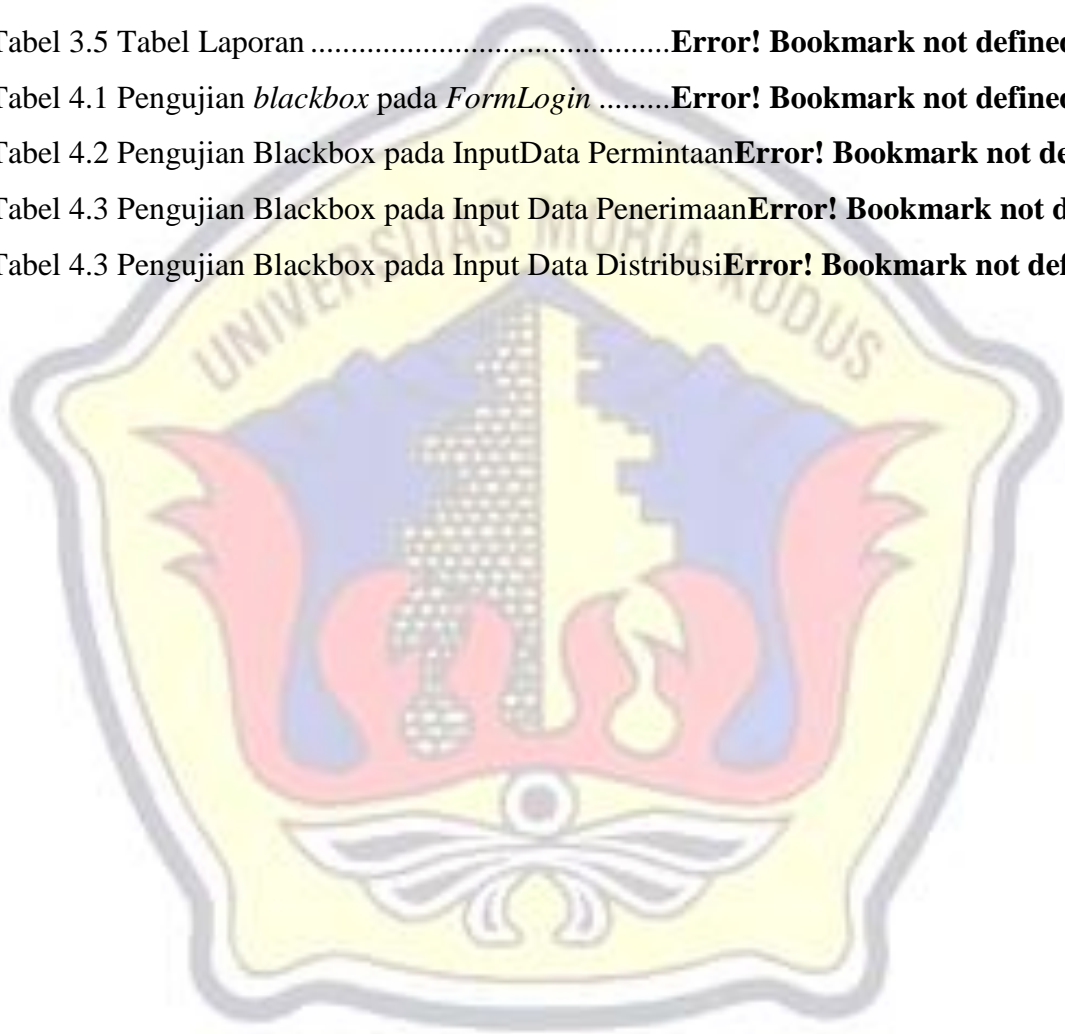 Tabel 3.5 Tabel Laporan ............................................Error! Bookmark not defined
Tabel 4.1 Pengujian blackbox pada FormLogin .........Error! Bookmark not defined
Tabel 4.2 Pengujian Blackbox pada InputData PermintaanError! Bookmark not de
Tabel 4.3 Pengujian Blackbox pada Input Data PenerimaanError! Bookmark not d
Tabel 4.3 Pengujian Blackbox pada Input Data DistribusiError! Bookmark not def
UNIVERSITAS MURIA KUDUS